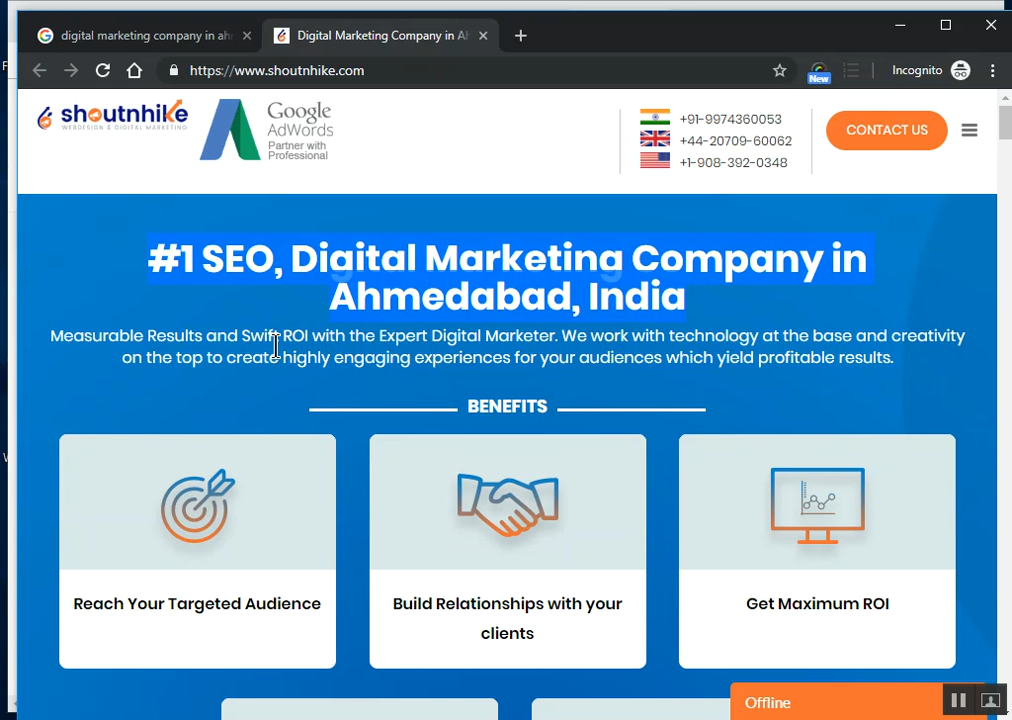 digital marketing company in ah
Digital Marketing Company in A
https://www.shoutnhike.com
New
Incognito
shoutnhike
WEBDESIGN & DIGITAL MARKETING
Google
AdWords
Partner with
Professional
+91-9974360053
+44-20709-60062
+1-908-392-0348
CONTACT US
#1 SEO, Digital Marketing Company in
Ahmedabad, India
Measurable Results and Swift ROI with the Expert Digital Marketer. We work with technology at the base and creativity
on the top to create highly engaging experiences for your audiences which yield profitable results.
BENEFITS
Reach Your Targeted Audience
Build Relationships with your
clients
Get Maximum ROI
Offline